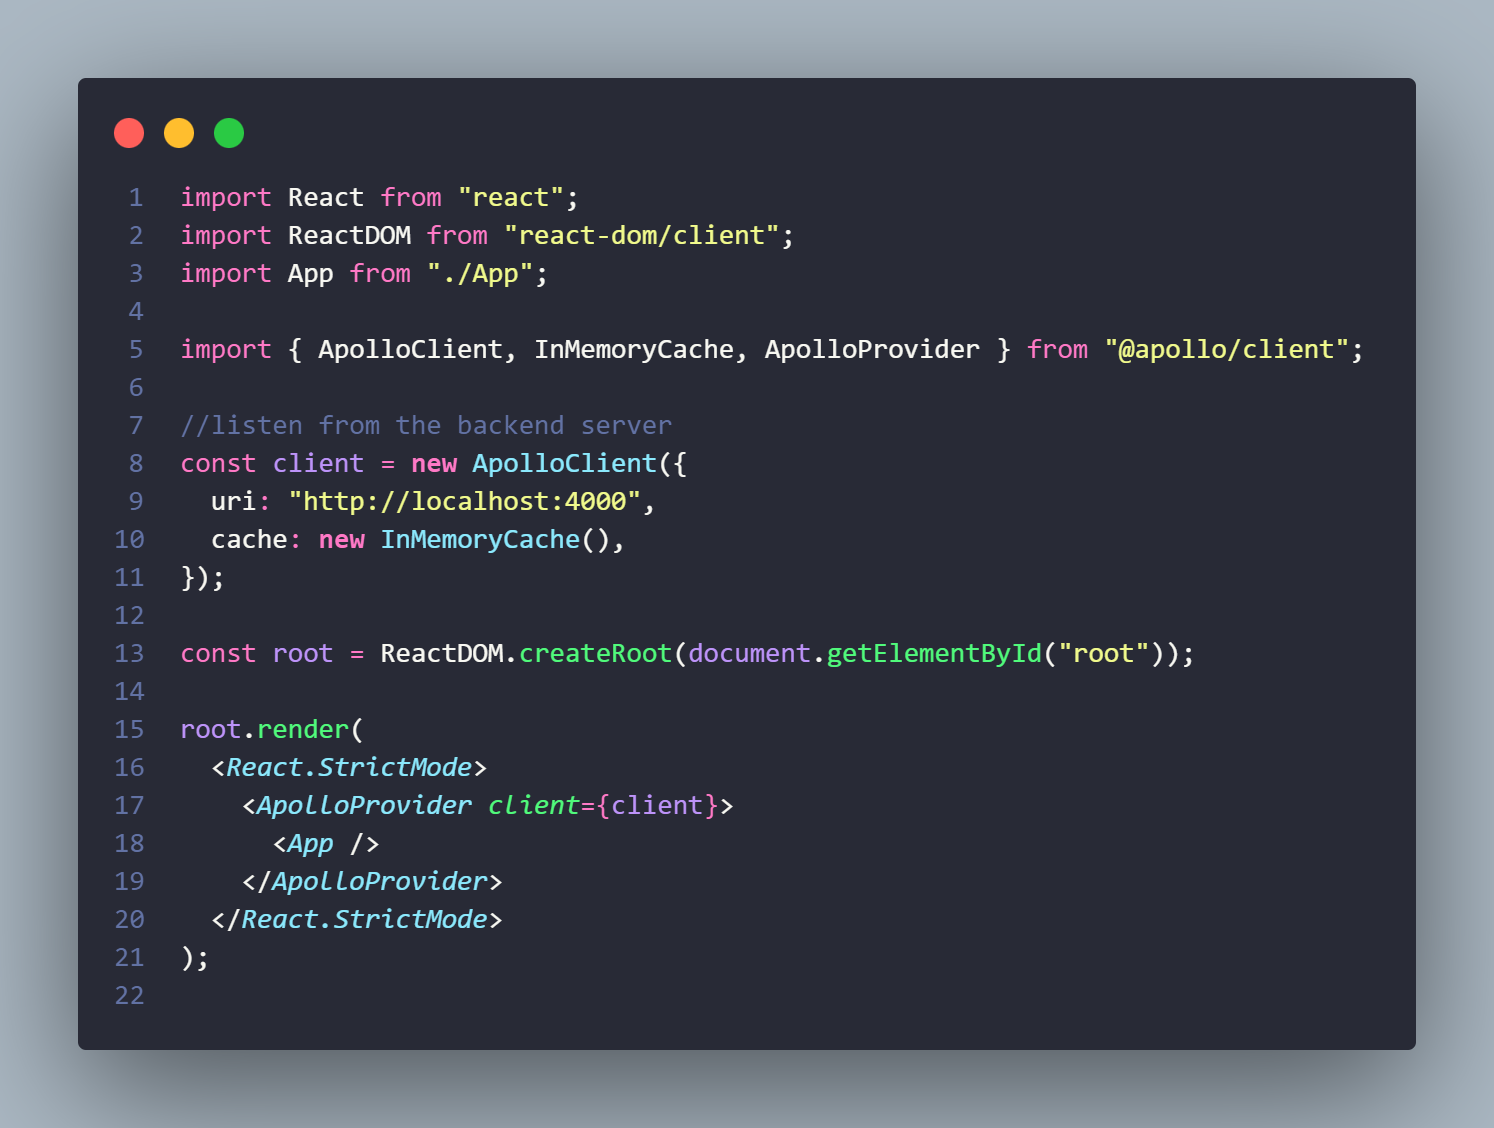 1 import React from "react";
2 import ReactDOM from "react-dom/client";
3 import App from "./App";
4
5 import { ApolloClient, InMemoryCache, ApolloProvider } from "@apollo/client";
6
7 //listen from the backend server
8 const client = new ApolloClient({
9   uri: "http://localhost:4000",
10   cache: new InMemoryCache(),
11 });
12
13 const root = ReactDOM.createRoot(document.getElementById("root"));
14
15 root.render(
16   <React.StrictMode>
17     <ApolloProvider client={client}>
18       <App />
19     </ApolloProvider>
20   </React.StrictMode>
21 );
22